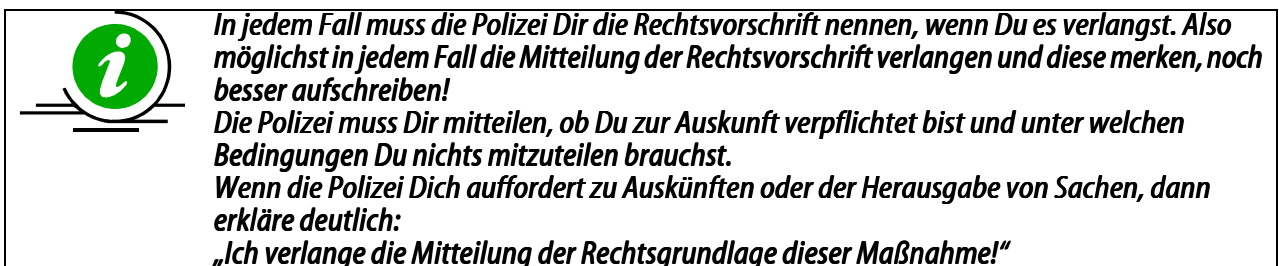 In jedem Fall muss die Polizei Dir die Rechtsvorschrift nennen, wenn Du es verlangst. Also
möglichst in jedem Fall die Mitteilung der Rechtsvorschrift verlangen und diese merken, noch
besser aufschreiben!
Die Polizei muss Dir mitteilen, ob Du zur Auskunft verpflichtet bist und unter welchen
Bedingungen Du nichts mitzuteilen brauchst.
Wenn die Polizei Dich auffordert zu Auskünften oder der Herausgabe von Sachen, dann
erkläre deutlich:
„Ich verlange die Mitteilung der Rechtsgrundlage dieser Maßnahme!“